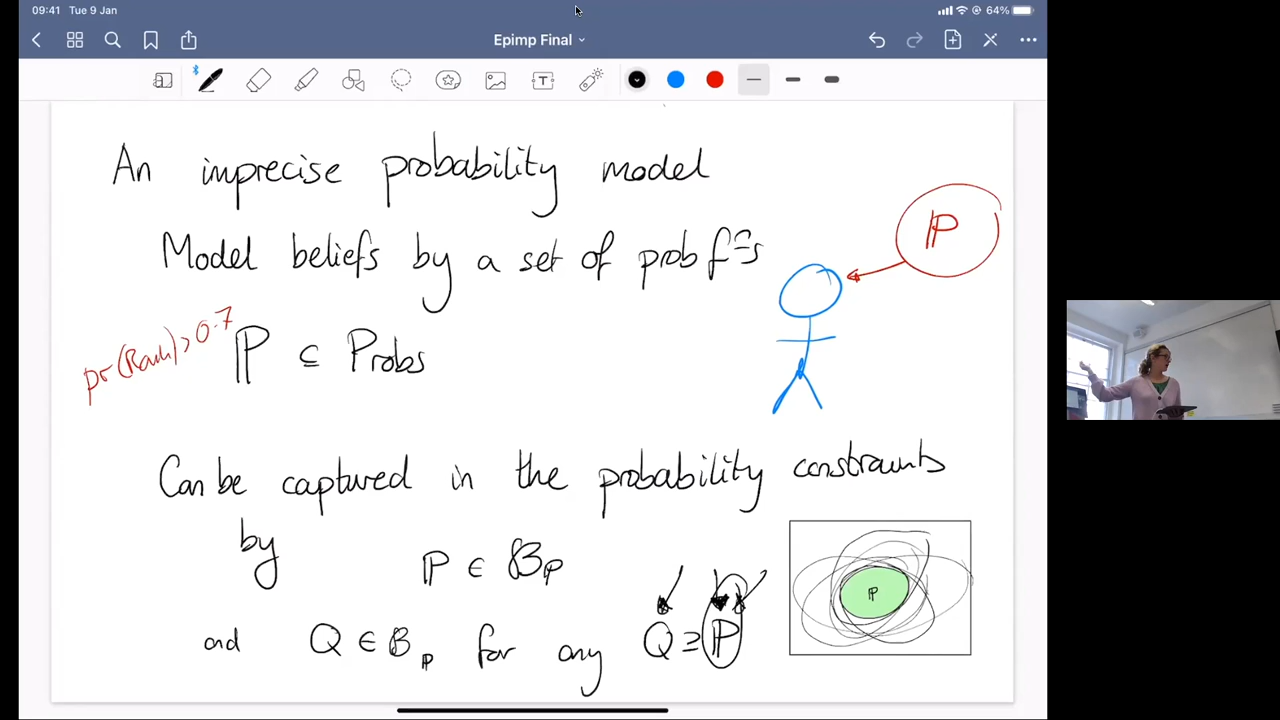 09:41 Tue 9 Jan
64%
Epimp Final
An imprecise probability model
Model beliefs by a set of prob fⁿs
ℙ
pr(Rain)>0.7
ℙ ⊆ Probs
Can be captured in the probability constraints
by
ℙ ∈ ℬ_ℙ
ℙ
and Q ∈ ℬ_ℙ for any Q ⊇ ℙ